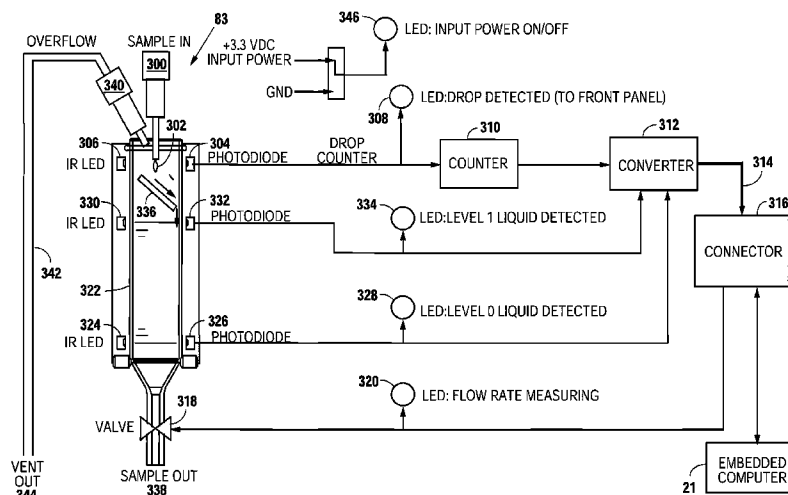 346
83
LED: INPUT POWER ON/OFF
SAMPLE IN
OVERFLOW
+3.3 VDC
INPUT POWER
300
GND
340
308
LED:DROP DETECTED (TO FRONT PANEL)
306
302
304
DROP
COUNTER
310
312
IR LED
PHOTODIODE
COUNTER
CONVERTER
314
330
336
332
334
316
IR LED
PHOTODIODE
LED:LEVEL 1 LIQUID DETECTED
CONNECTOR
342
322
328
LED:LEVEL 0 LIQUID DETECTED
324
326
IR LED
PHOTODIODE
320
LED: FLOW RATE MEASURING
318
VALVE
VENT
OUT
344
SAMPLE OUT
338
21
EMBEDDED
COMPUTER